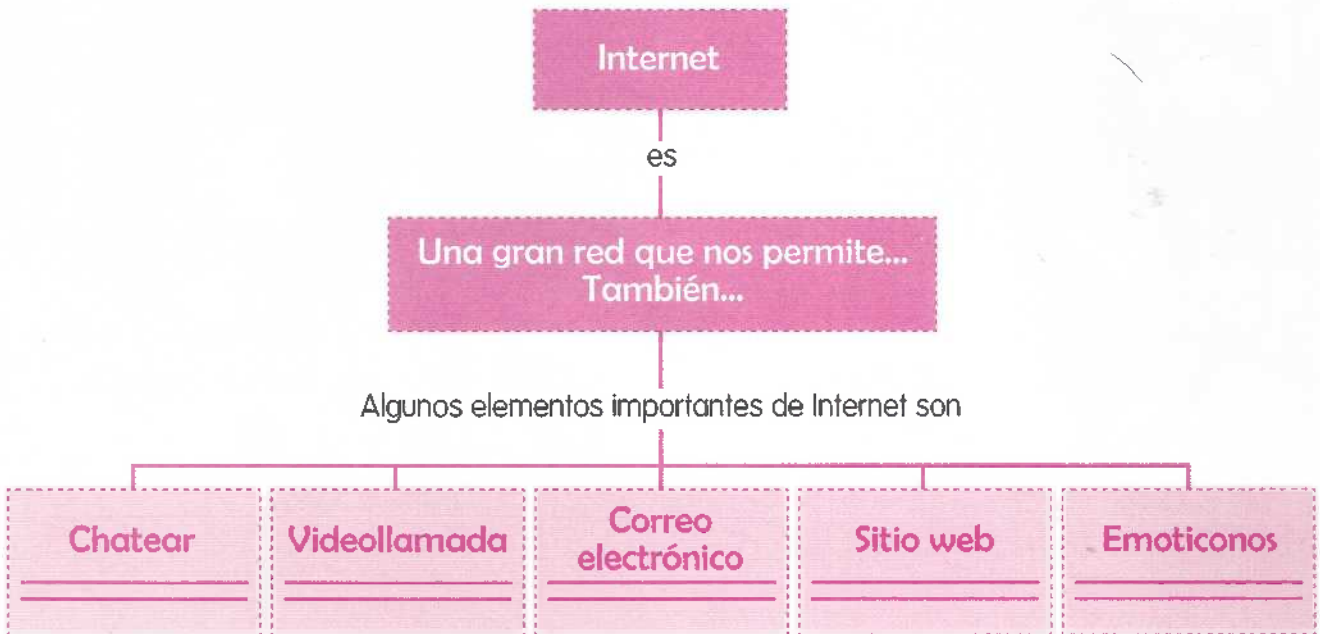 Internet
es
Una gran red que nos permite...
También...
Algunos elementos importantes de Internet son
Chatear
Videollamada
Correo
electrónico
Sitio web
Emoticonos